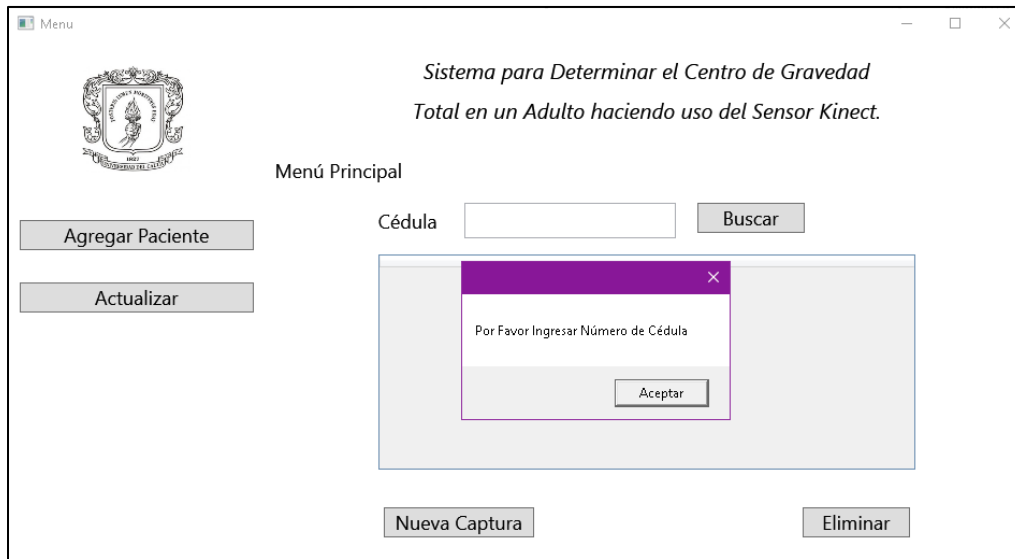 Menu
Sistema para Determinar el Centro de Gravedad
Total en un Adulto haciendo uso del Sensor Kinect.
Menú Principal
Cédula
Buscar
Agregar Paciente
Actualizar
Por Favor Ingresar Número de Cédula
Aceptar
Nueva Captura
Eliminar
1827